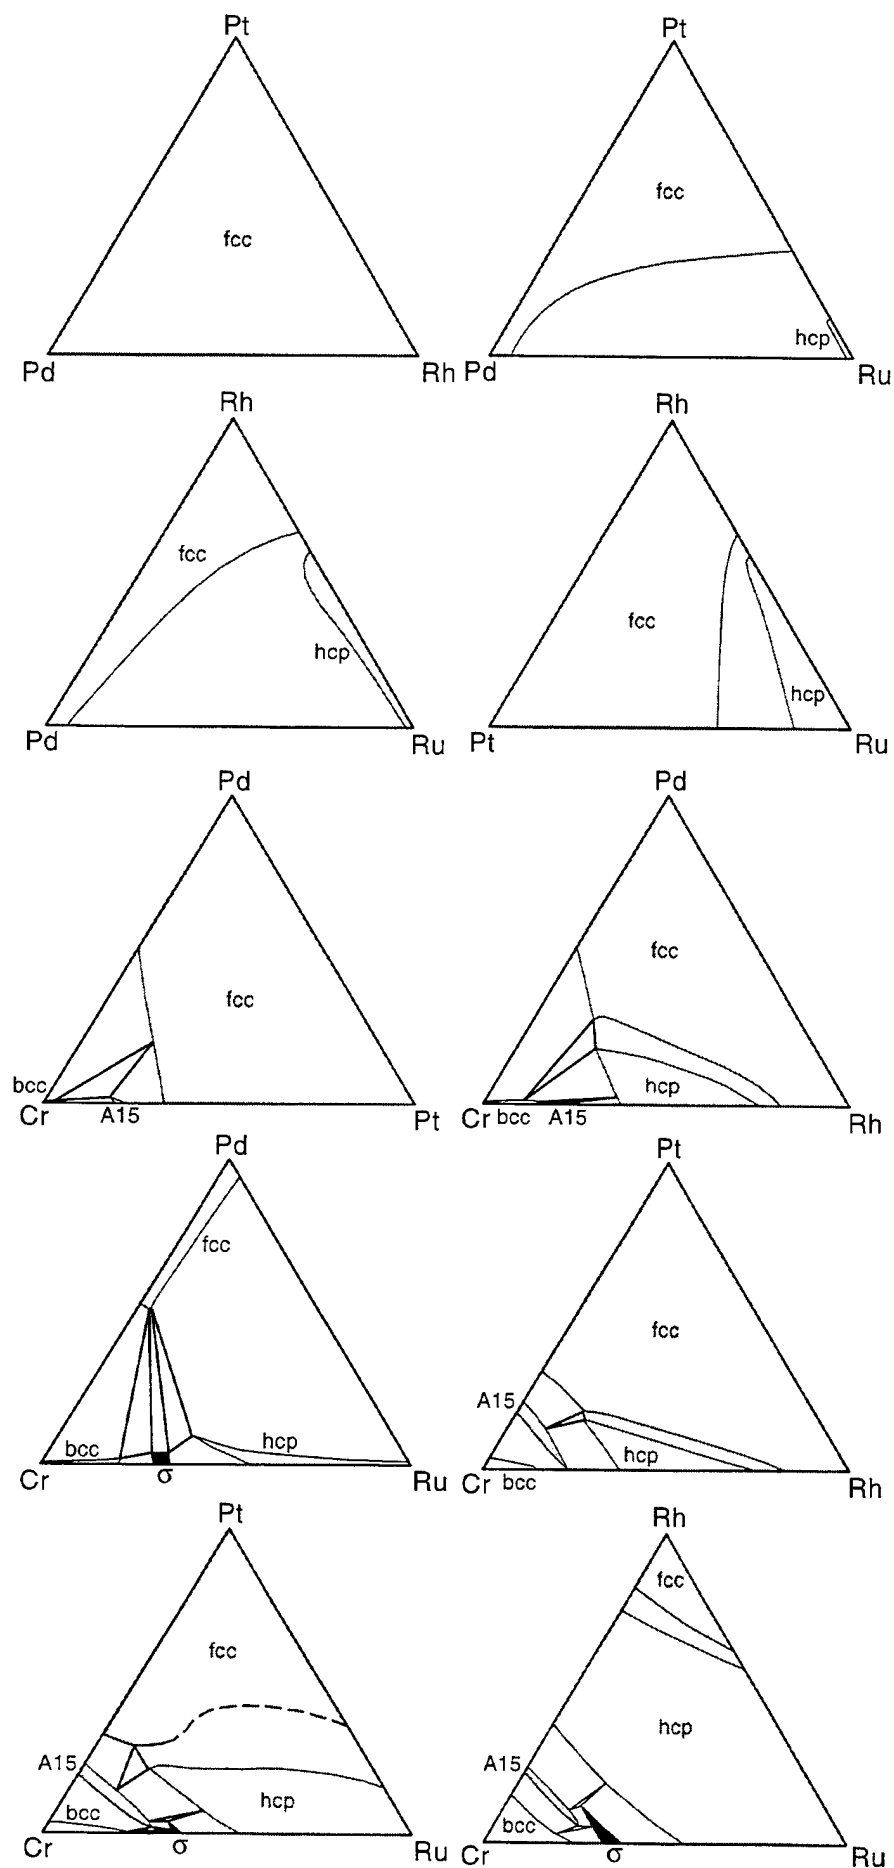 Pt Pt
fcc fcc
hcp
Pd Rh Pd Ru
Rh Rh
fcc fcc
hcp hcp
Pd Ru Pt Ru
Pd Pd
fcc fcc
bcc hcp
Cr A15 Pt Cr bcc A15 Rh
Pd Pt
fcc fcc
A15
bcc hcp hcp
Cr σ Ru Cr bcc Rh
Pt Rh
fcc fcc
hcp
A15 A15
bcc hcp bcc
Cr σ Ru Cr σ Ru